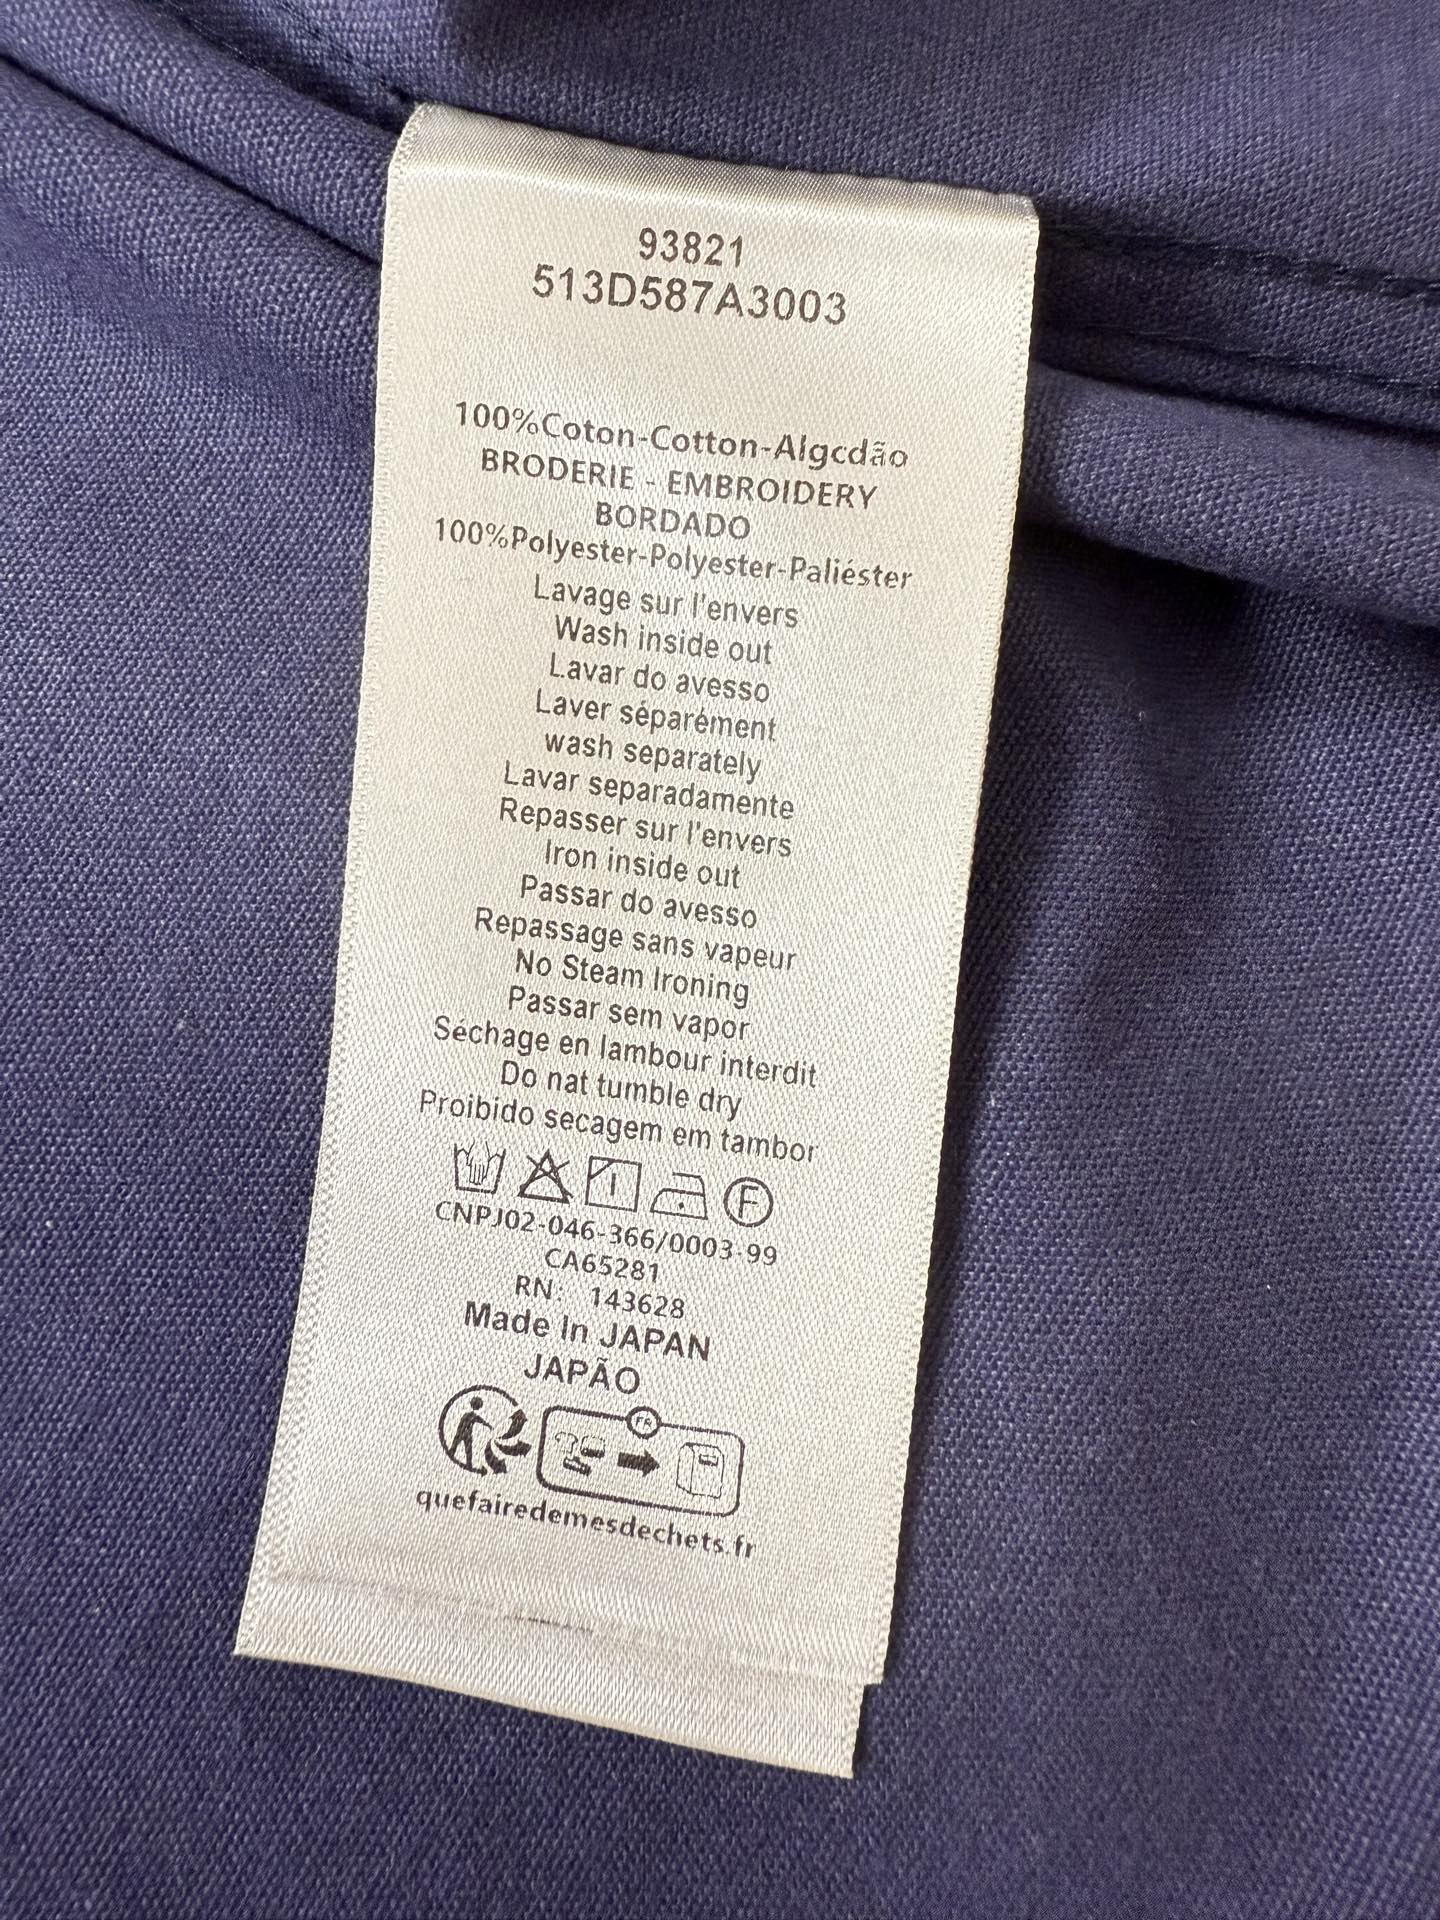 93821
513D587A3003
100%Coton-Cotton-Algcdão
BRODERIE - EMBROIDERY
BORDADO
100%Polyester-Polyester-Paliéster
Lavage sur l'envers
Wash inside out
Lavar do avesso
Laver séparément
wash separately
Lavar separadamente
Repasser sur l'envers
Iron inside out
Passar do avesso
Repassage sans vapeur
No Steam Ironing
Passar sem vapor
Séchage en lambour interdit
Do nat tumble dry
Proibido secagem em tambor
F
CNPJ02-046-366/0003-99
CA65281
RN: 143628
Made In JAPAN
JAPÃO
FR
quefairedemesdechets.fr